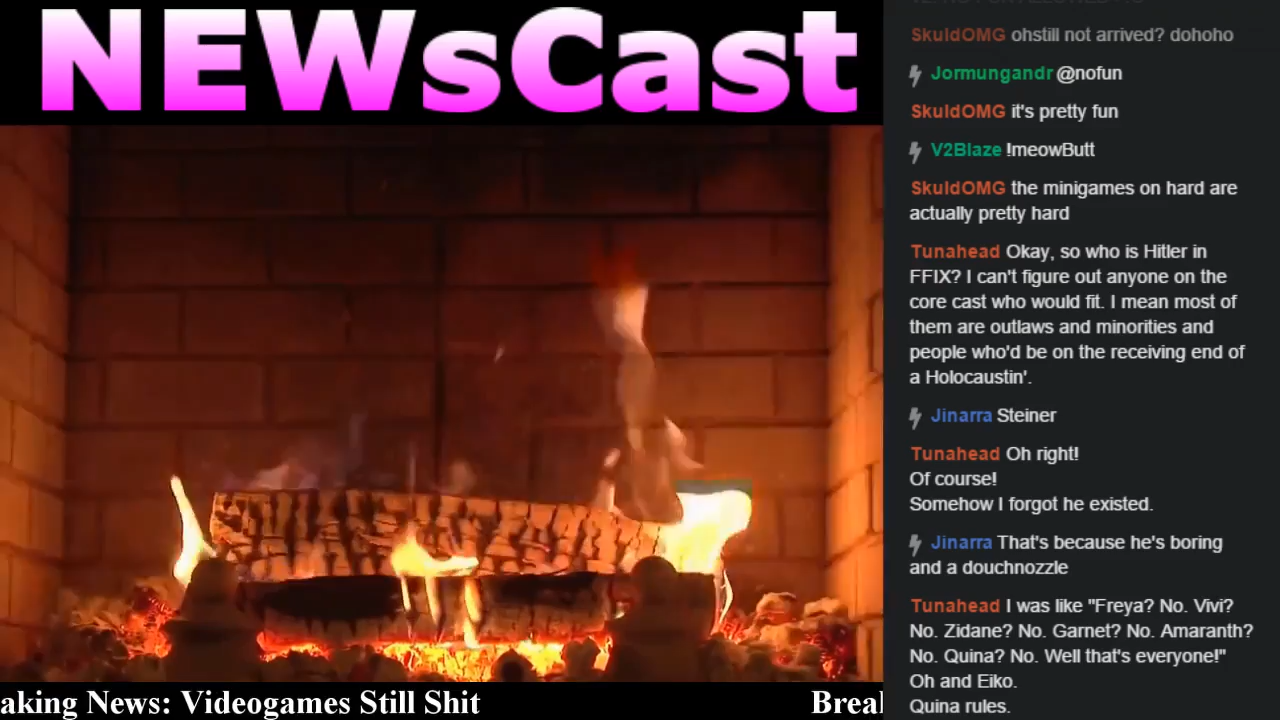 NEWsCast
SkuldOMG ohstill not arrived? dohoho
Jormungandr @nofun
SkuldOMG it's pretty fun
V2Blaze !meowButt
SkuldOMG the minigames on hard are
actually pretty hard
Tunahead Okay, so who is Hitler in
FFIX? I can't figure out anyone on the
core cast who would fit. I mean most of
them are outlaws and minorities and
people who'd be on the receiving end of
a Holocaustin'.
Jinarra Steiner
Tunahead Oh right!
Of course!
Somehow I forgot he existed.
Jinarra That's because he's boring
and a douchnozzle
Tunahead I was like "Freya? No. Vivi?
No. Zidane? No. Garnet? No. Amaranth?
No. Quina? No. Well that's everyone!"
Oh and Eiko.
Quina rules.
aking News: Videogames Still Shit
Breal